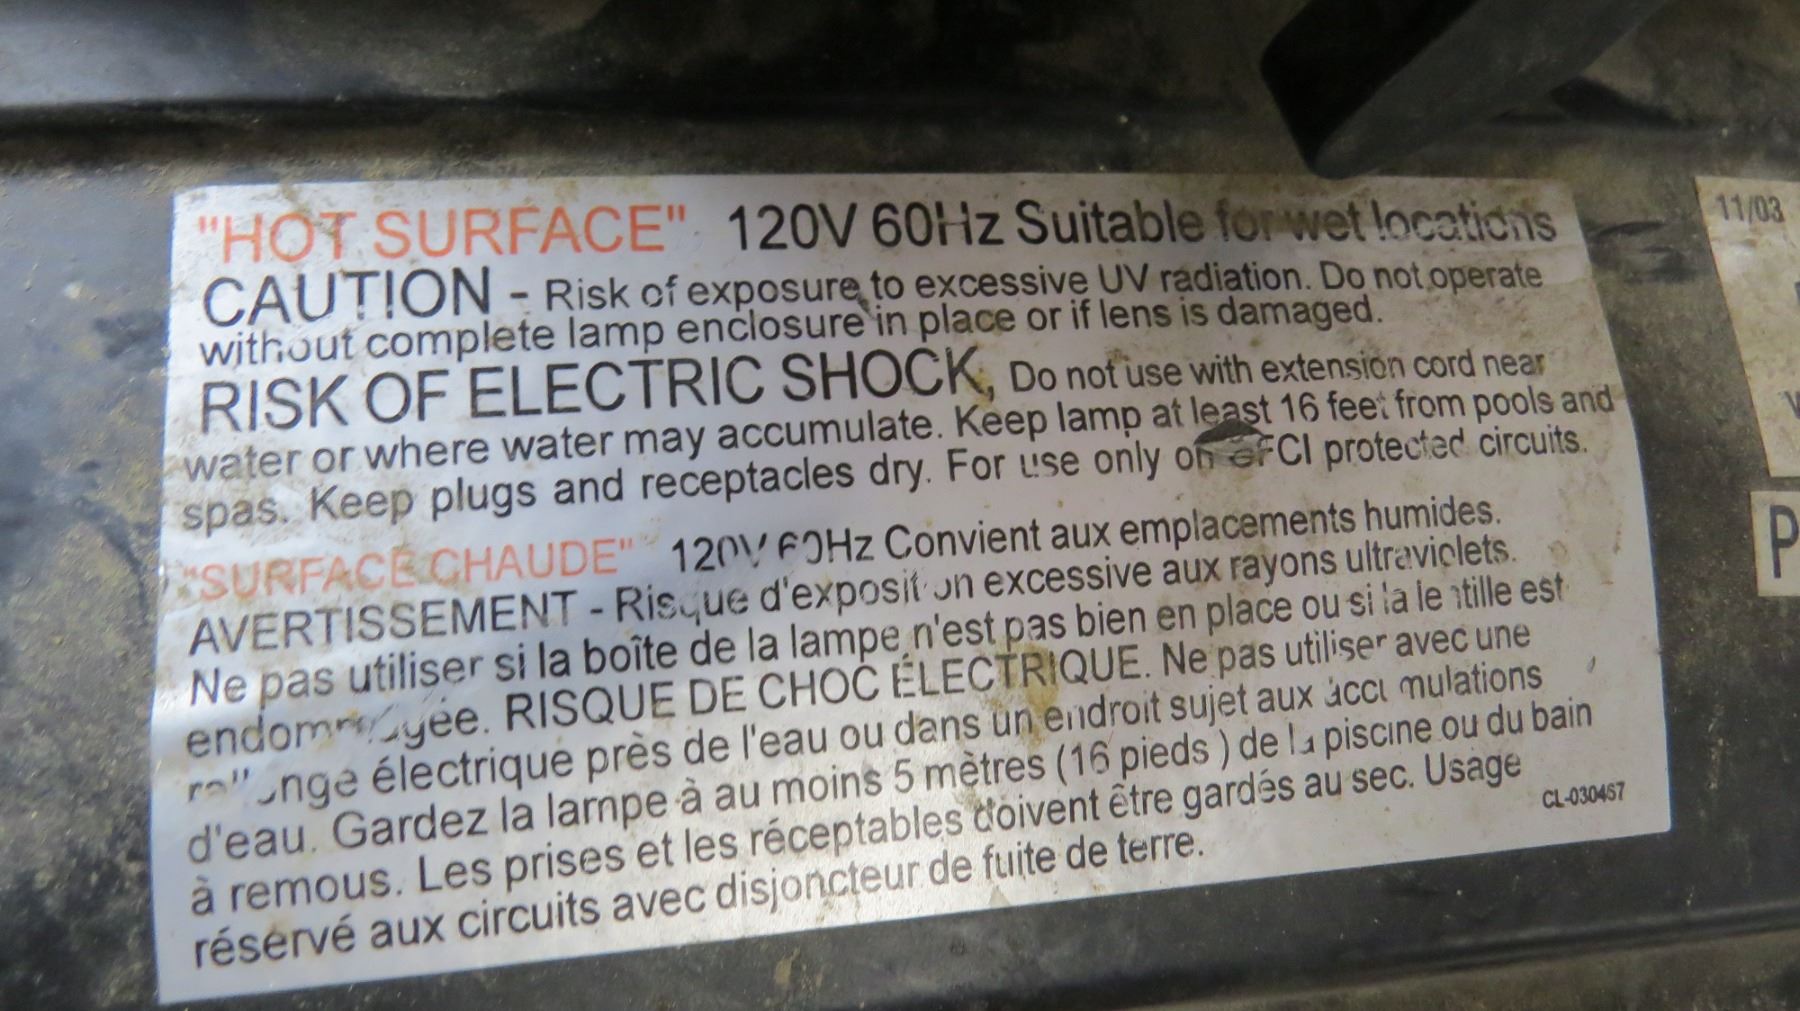 "HOT SURFACE" 120V 60Hz Suitable for wet locations
CAUTION - Risk of exposure to excessive UV radiation. Do not operate
without complete lamp enclosure in place or if lens is damaged.
RISK OF ELECTRIC SHOCK, Do not use with extension cord near
water or where water may accumulate. Keep lamp at least 16 feet from pools and
spas. Keep plugs and receptacles dry. For use only on GFCI protected circuits.
"SURFACE CHAUDE" 120V 60Hz Convient aux emplacements humides.
AVERTISSEMENT - Risque d'exposition excessive aux rayons ultraviolets.
Ne pas utiliser si la boîte de la lampe n'est pas bien en place ou si la lentille est
endommagée. RISQUE DE CHOC ÉLECTRIQUE. Ne pas utiliser avec une
rallonge électrique près de l'eau ou dans un endroit sujet aux accumulations
d'eau. Gardez la lampe à au moins 5 mètres (16 pieds ) de la piscine ou du bain
à remous. Les prises et les réceptables doivent être gardés au sec. Usage
réservé aux circuits avec disjoncteur de fuite de terre.
CL-030457
11/03
P